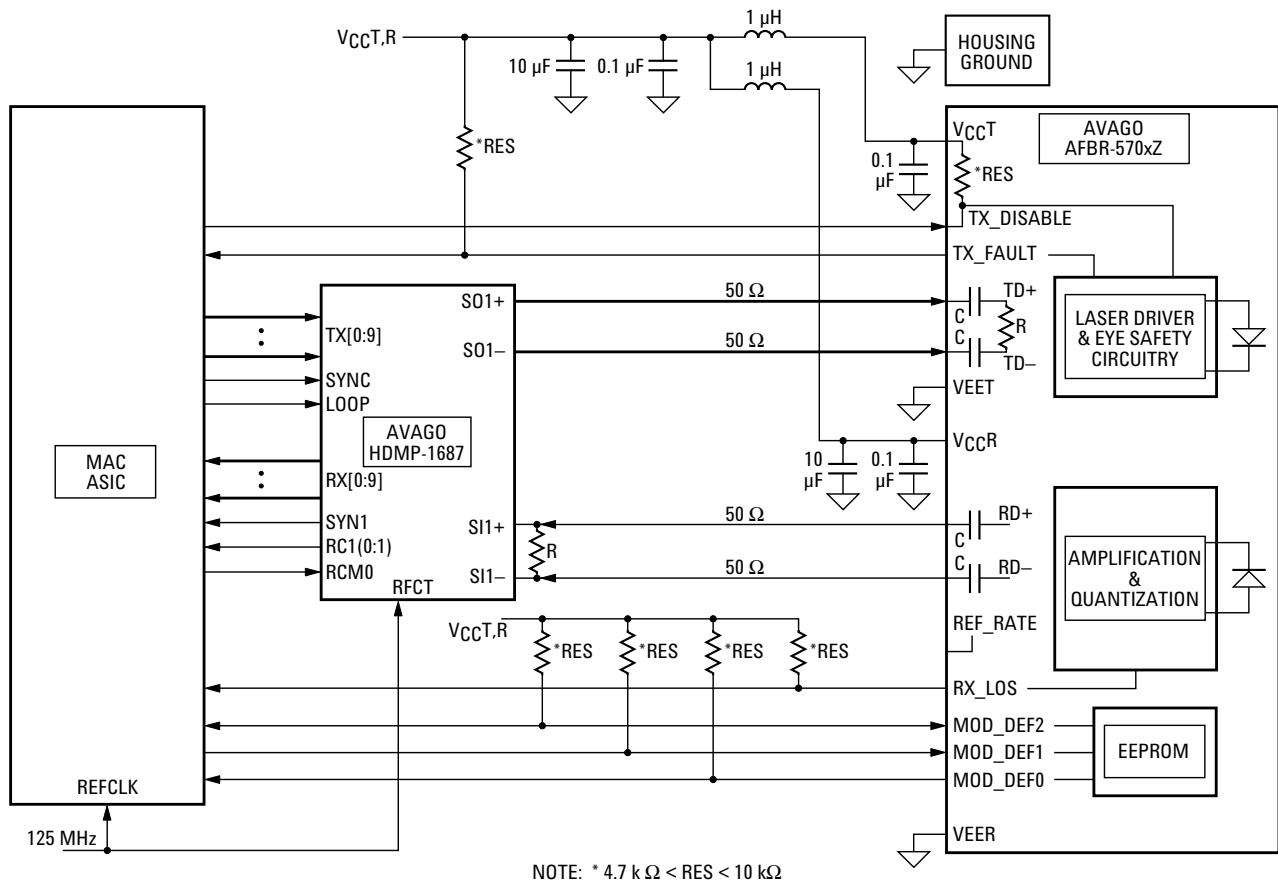 1 µH
VCCT,R
10 µF
0.1 µF
1 µH
HOUSING
GROUND
*RES
VCCT
AVAGO
AFBR-570xZ
0.1
µF
*RES
TX_DISABLE
TX_FAULT
SO1+
50 Ω
TD+
C
R
C
TD–
LASER DRIVER
& EYE SAFETY
CIRCUITRY
TX[0:9]
:
SO1–
50 Ω
SYNC
LOOP
VEET
AVAGO
HDMP-1687
VCCR
MAC
ASIC
10
µF
0.1
µF
RX[0:9]
:
SYN1
RC1(0:1)
RCM0
SI1+
R
SI1–
50 Ω
RD+
C
C
RD–
50 Ω
AMPLIFICATION
&
QUANTIZATION
RFCT
REF_RATE
VCCT,R
*RES
*RES
*RES
*RES
RX_LOS
MOD_DEF2
MOD_DEF1
MOD_DEF0
EEPROM
REFCLK
125 MHz
VEER
NOTE: * 4.7 k Ω < RES < 10 kΩ